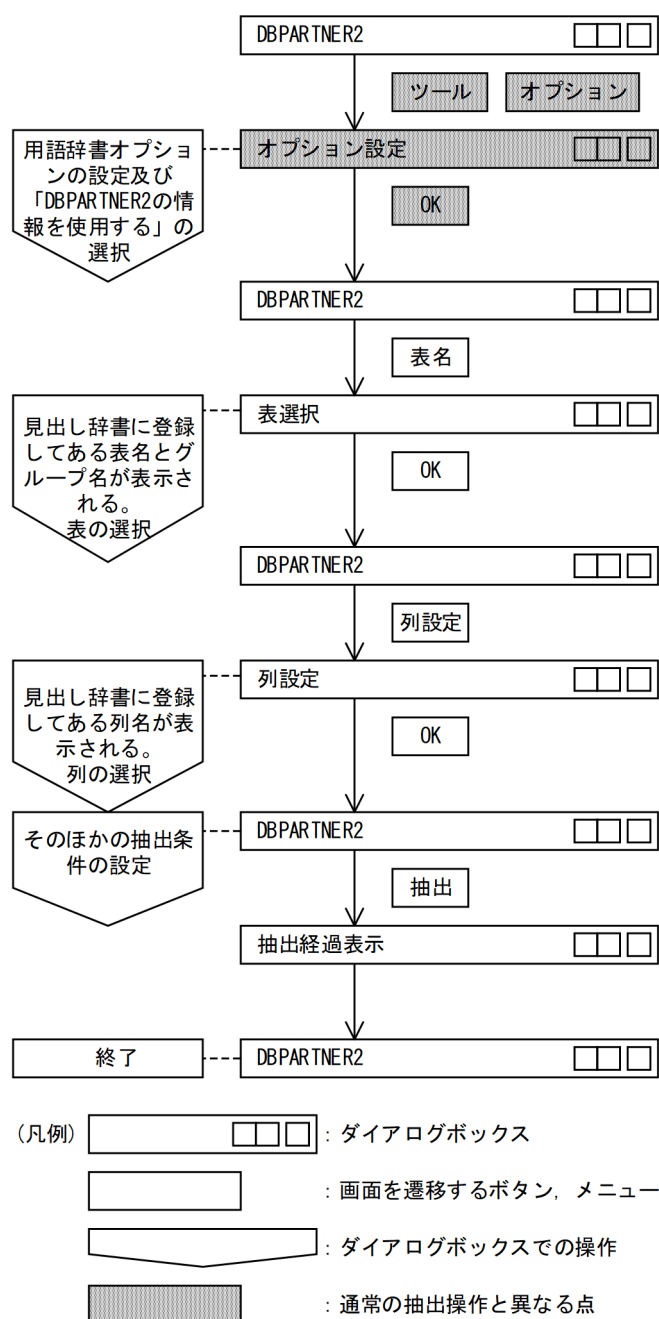 DBPARTNER2
ツール オプション
用語辞書オプショ
ンの設定及び
「DBPARTNER2の情
報を使用する」の
選択
オプション設定
OK
DBPARTNER2
表名
見出し辞書に登録
してある表名とグ
ループ名が表示さ
れる。
表の選択
表選択
OK
DBPARTNER2
列設定
見出し辞書に登録
してある列名が表
示される。
列の選択
列設定
OK
そのほかの抽出条
件の設定
DBPARTNER2
抽出
抽出経過表示
終了
DBPARTNER2
(凡例)
：ダイアログボックス
：画面を遷移するボタン，メニュー
：ダイアログボックスでの操作
：通常の抽出操作と異なる点